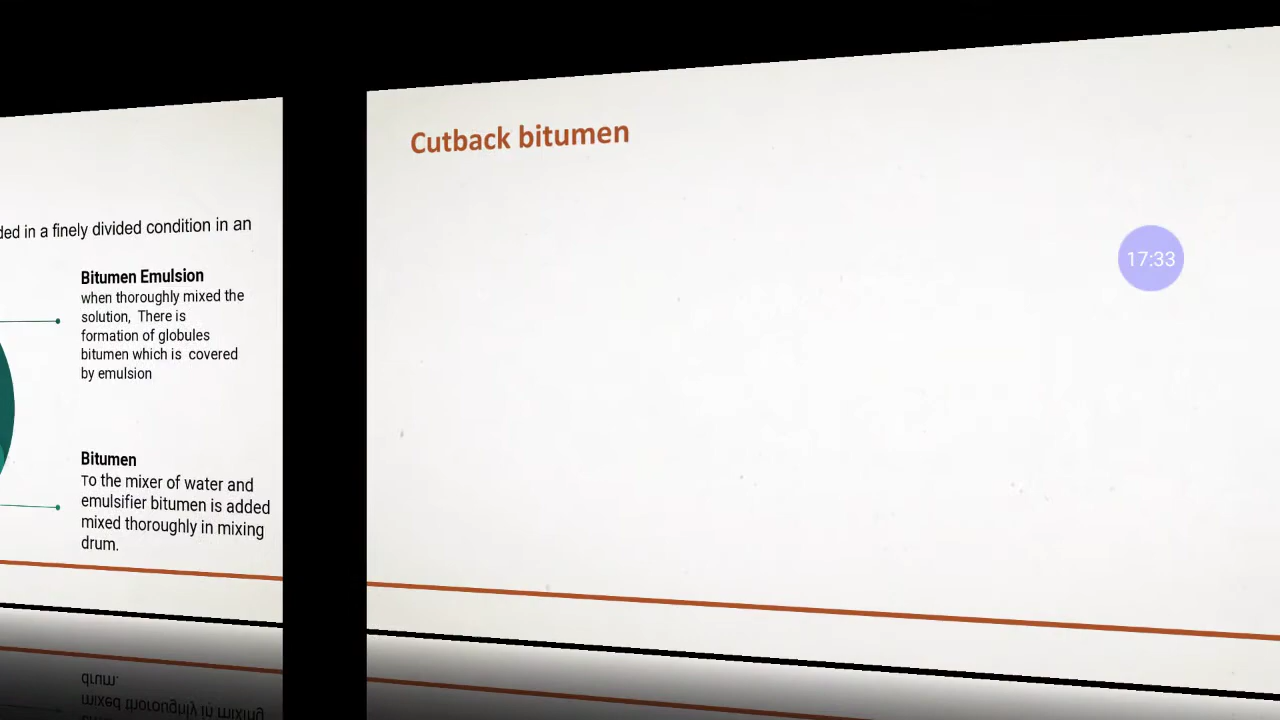 ded in a finely divided condition in an
Bitumen Emulsion
when thoroughly mixed the
solution, There is
formation of globules
bitumen which is covered
by emulsion
Bitumen
To the mixer of water and
emulsifier bitumen is added
mixed thoroughly in mixing
drum.
Cutback bitumen
17:33